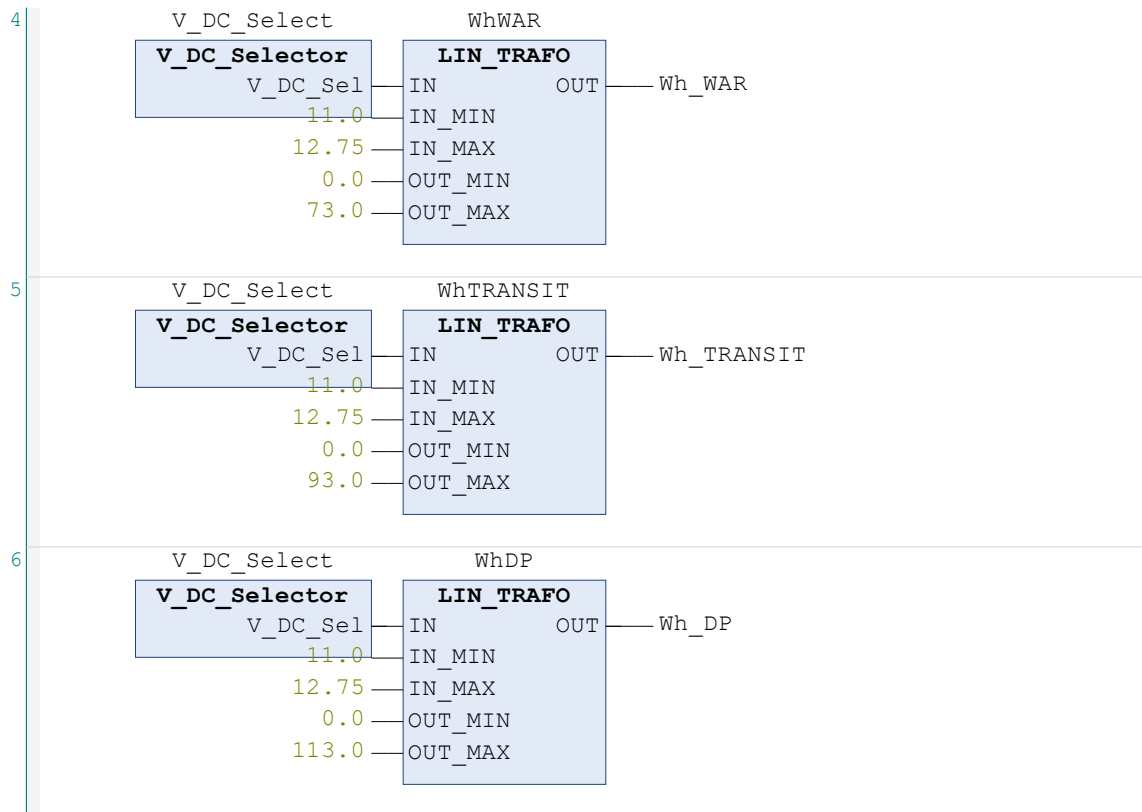 4
V_DC_Select WhWAR
V_DC_Selector LIN_TRAFO
V_DC_Sel IN OUT Wh_WAR
11.0 IN_MIN
12.75 IN_MAX
0.0 OUT_MIN
73.0 OUT_MAX
5
V_DC_Select WhTRANSIT
V_DC_Selector LIN_TRAFO
V_DC_Sel IN OUT Wh_TRANSIT
11.0 IN_MIN
12.75 IN_MAX
0.0 OUT_MIN
93.0 OUT_MAX
6
V_DC_Select WhDP
V_DC_Selector LIN_TRAFO
V_DC_Sel IN OUT Wh_DP
11.0 IN_MIN
12.75 IN_MAX
0.0 OUT_MIN
113.0 OUT_MAX